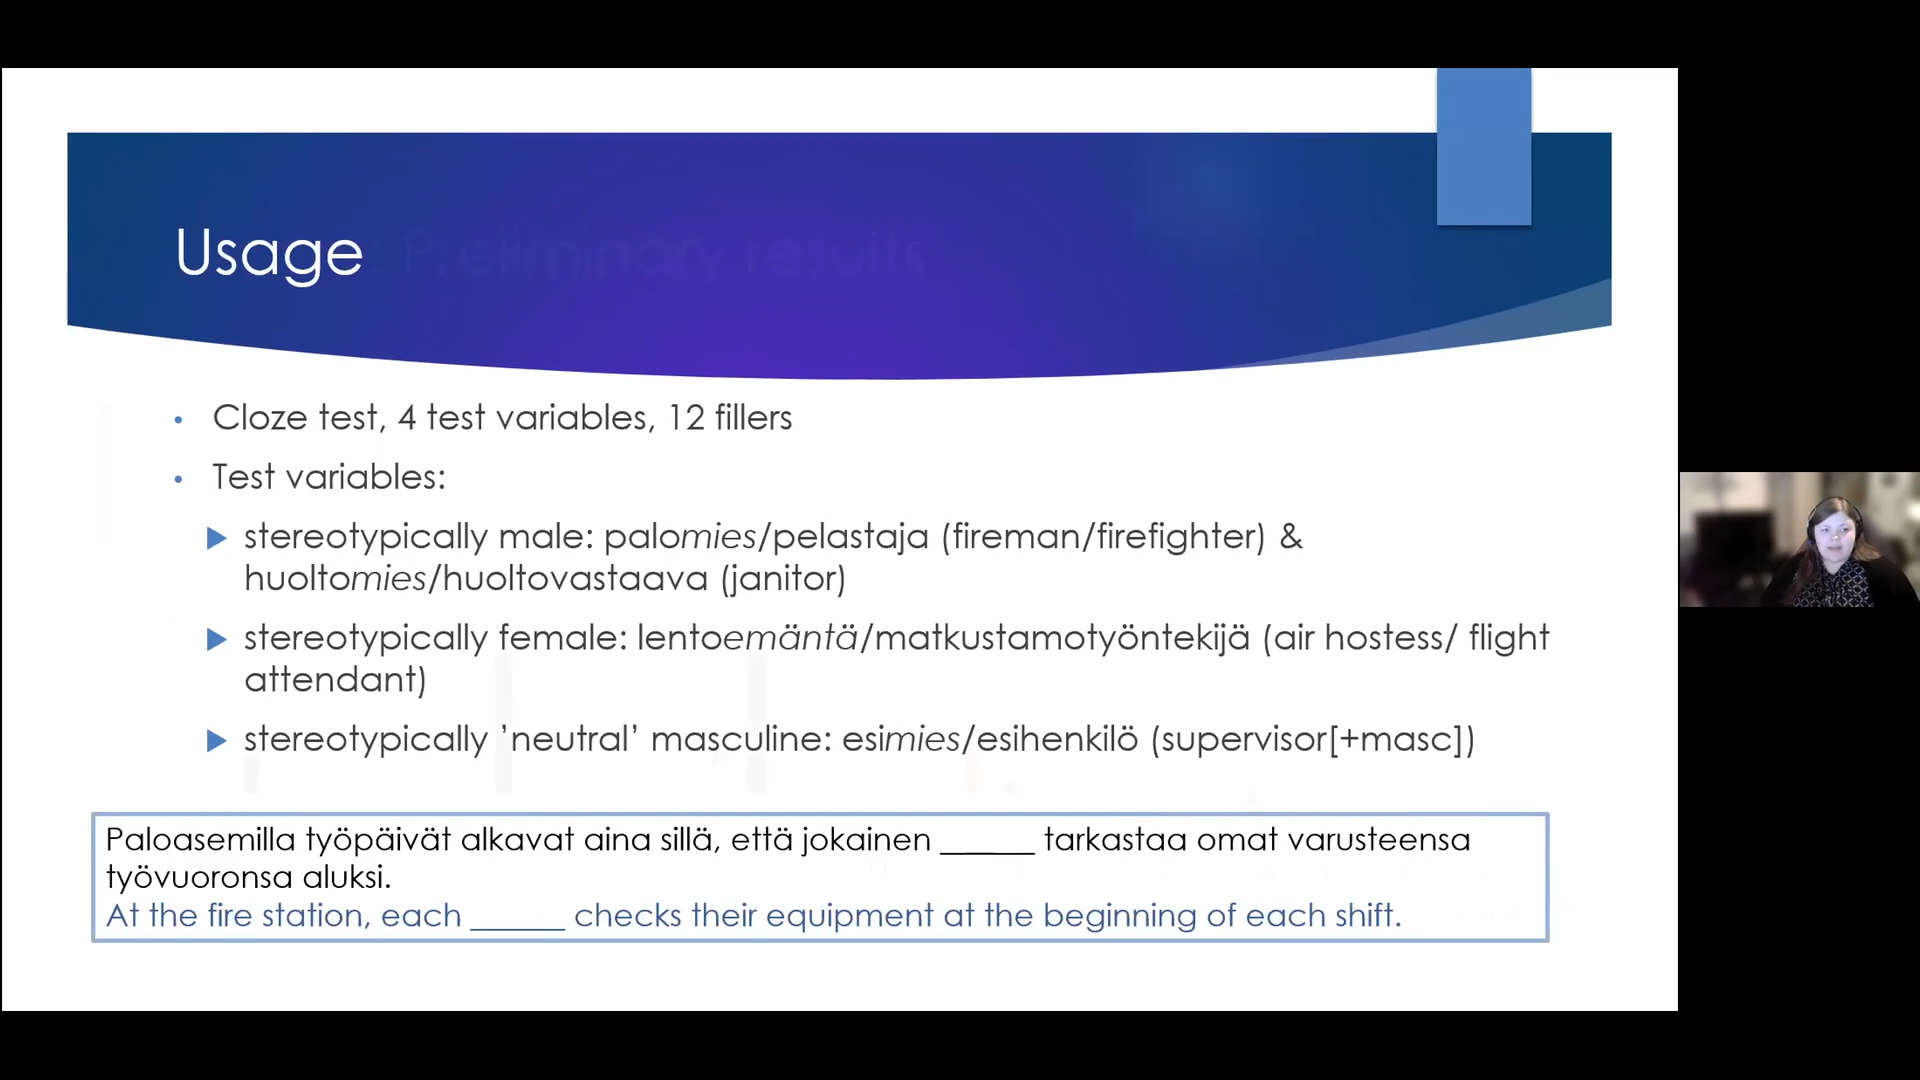 Usage
: Preliminary results
• Cloze test, 4 test variables, 12 fillers
• Test variables:
stereotypically male: palomies/pelastaja (fireman/firefighter) &
huoltomies/huoltovastaava (janitor)
stereotypically female: lentoemäntä/matkustamotyöntekijä (air hostess/ flight
attendant)
stereotypically ’neutral’ masculine: esimies/esihenkilö (supervisor[+masc])
Paloasemilla työpäivät alkavat aina sillä, että jokainen ______ tarkastaa omat varusteensa
työvuoronsa aluksi.
At the fire station, each ______ checks their equipment at the beginning of each shift.